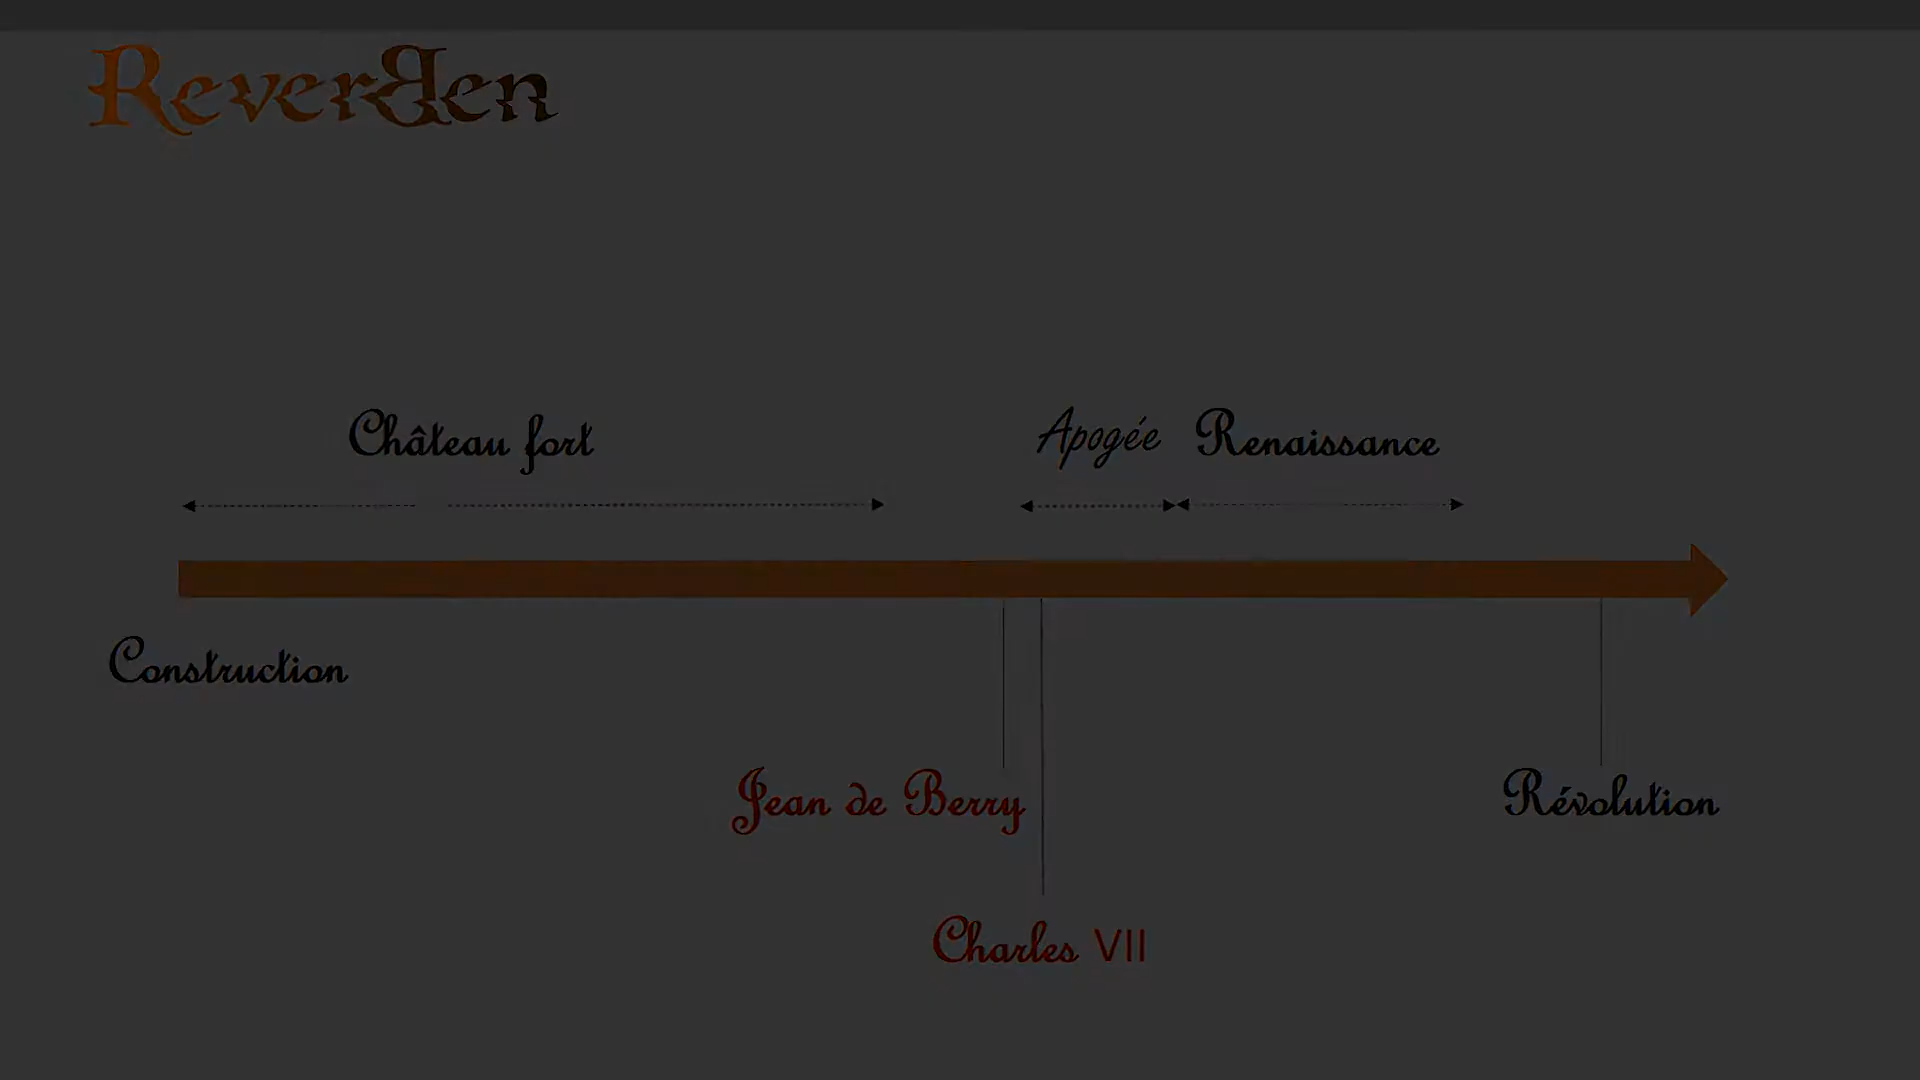 ReverBen
Château fort
Apogée
Renaissance
Construction
Jean de Berry
Révolution
Charles VII